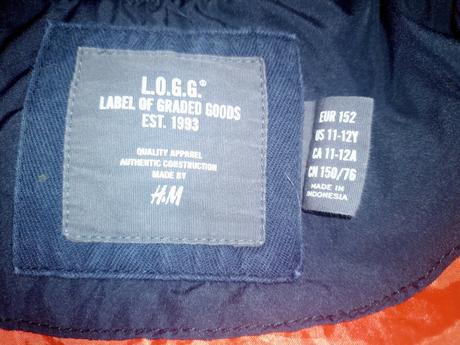 L.O.G.G.®
LABEL OF GRADED GOODS
EST. 1993
QUALITY APPAREL
AUTHENTIC CONSTRUCTION
MADE BY
H&M
EUR 152
US 11-12Y
CA 11-12A
CN 150/76
MADE IN
INDONESIA